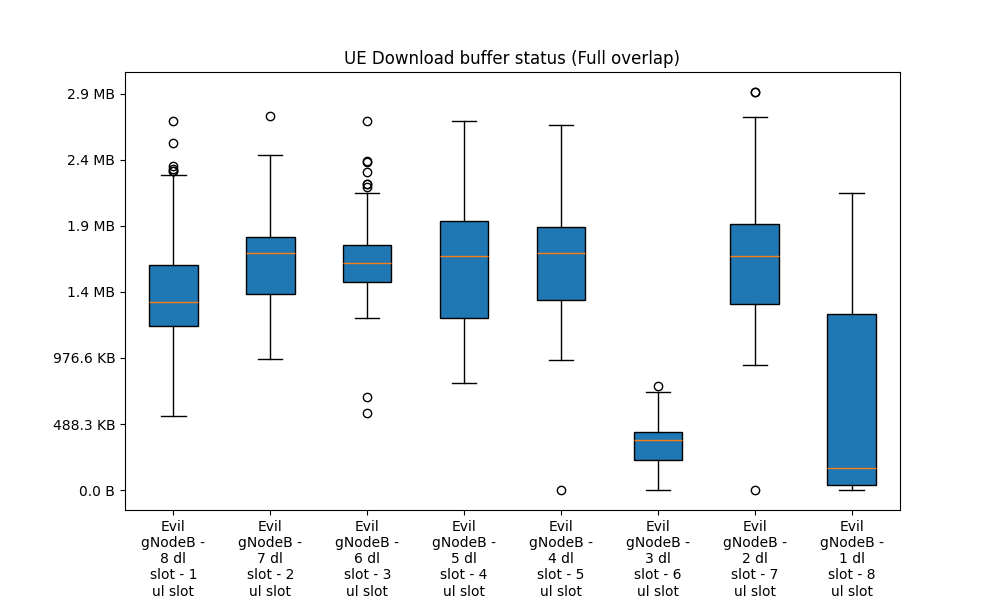 UE Download buffer status (Full overlap)
2.9 MB
2.4 MB
1.9 MB
1.4 MB
976.6 KB
488.3 KB
0.0 B
Evil
gNodeB -
8 dl
slot - 1
ul slot
Evil
gNodeB -
7 dl
slot - 2
ul slot
Evil
gNodeB -
6 dl
slot - 3
ul slot
Evil
gNodeB -
5 dl
slot - 4
ul slot
Evil
gNodeB -
4 dl
slot - 5
ul slot
Evil
gNodeB -
3 dl
slot - 6
ul slot
Evil
gNodeB -
2 dl
slot - 7
ul slot
Evil
gNodeB -
1 dl
slot - 8
ul slot